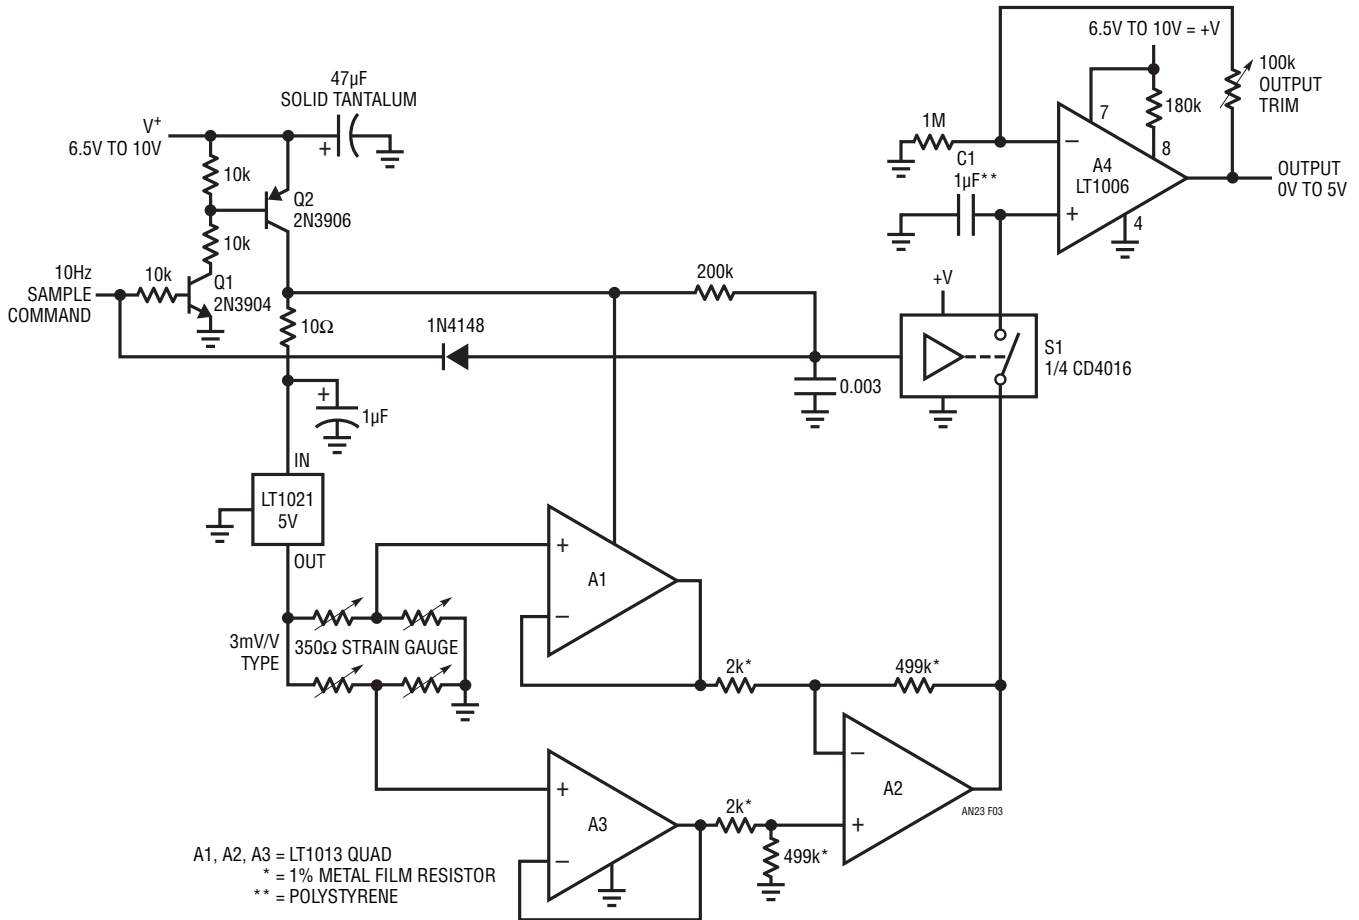 6.5V TO 10V = +V
100k
OUTPUT
TRIM
180k
7
8
1M
−
A4
LT1006
+
4
OUTPUT
0V TO 5V
C1
1µF**
47µF
SOLID TANTALUM
+
V+
6.5V TO 10V
10k
Q2
2N3906
10k
10Hz
SAMPLE
COMMAND
10k
Q1
2N3904
10Ω
1N4148
200k
+V
S1
1/4 CD4016
0.003
+
1µF
IN
LT1021
5V
OUT
3mV/V
TYPE
350Ω STRAIN GAUGE
+
A1
−
2k*
499k*
−
A2
+
AN23 F03
+
A3
−
2k*
499k*
A1, A2, A3 = LT1013 QUAD
* = 1% METAL FILM RESISTOR
** = POLYSTYRENE